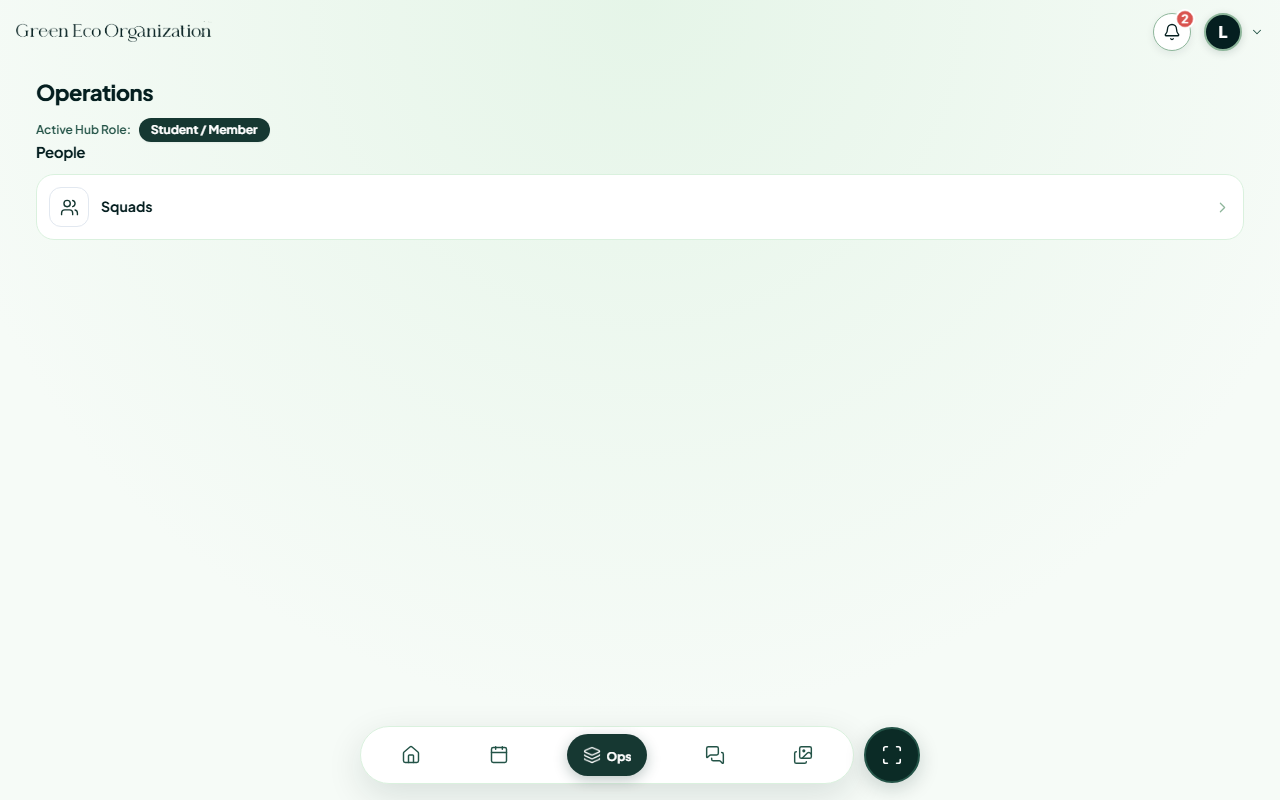 Green Eco Organization
2
L
Operations
Active Hub Role: Student / Member
People
Squads
Ops